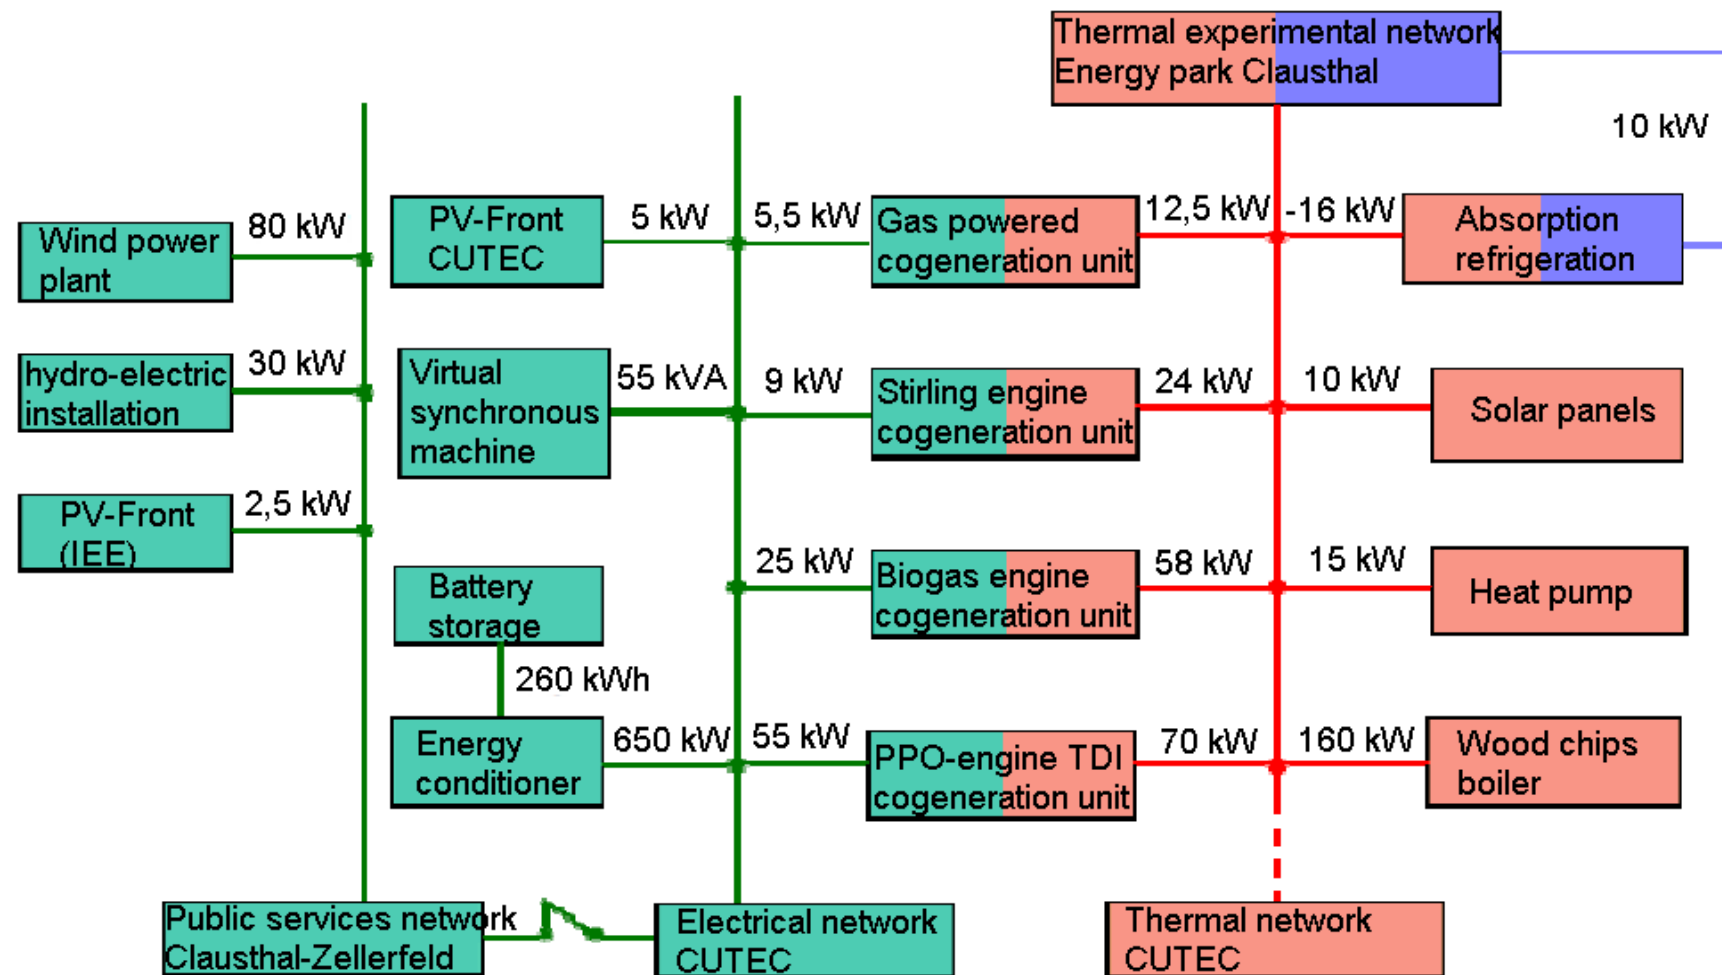 Thermal experimental network
Energy park Clausthal
10 kW
Wind power
plant
80 kW
PV-Front
CUTEC
5 kW
5,5 kW
Gas powered
cogeneration unit
12,5 kW
-16 kW
Absorption
refrigeration
hydro-electric
installation
30 kW
Virtual
synchronous
machine
55 kVA
9 kW
Stirling engine
cogeneration unit
24 kW
10 kW
Solar panels
PV-Front
(IEE)
2,5 kW
Battery
storage
260 kWh
25 kW
Biogas engine
cogeneration unit
58 kW
15 kW
Heat pump
Energy
conditioner
650 kW
55 kW
PPO-engine TDI
cogeneration unit
70 kW
160 kW
Wood chips
boiler
Public services network
Clausthal-Zellerfeld
Electrical network
CUTEC
Thermal network
CUTEC